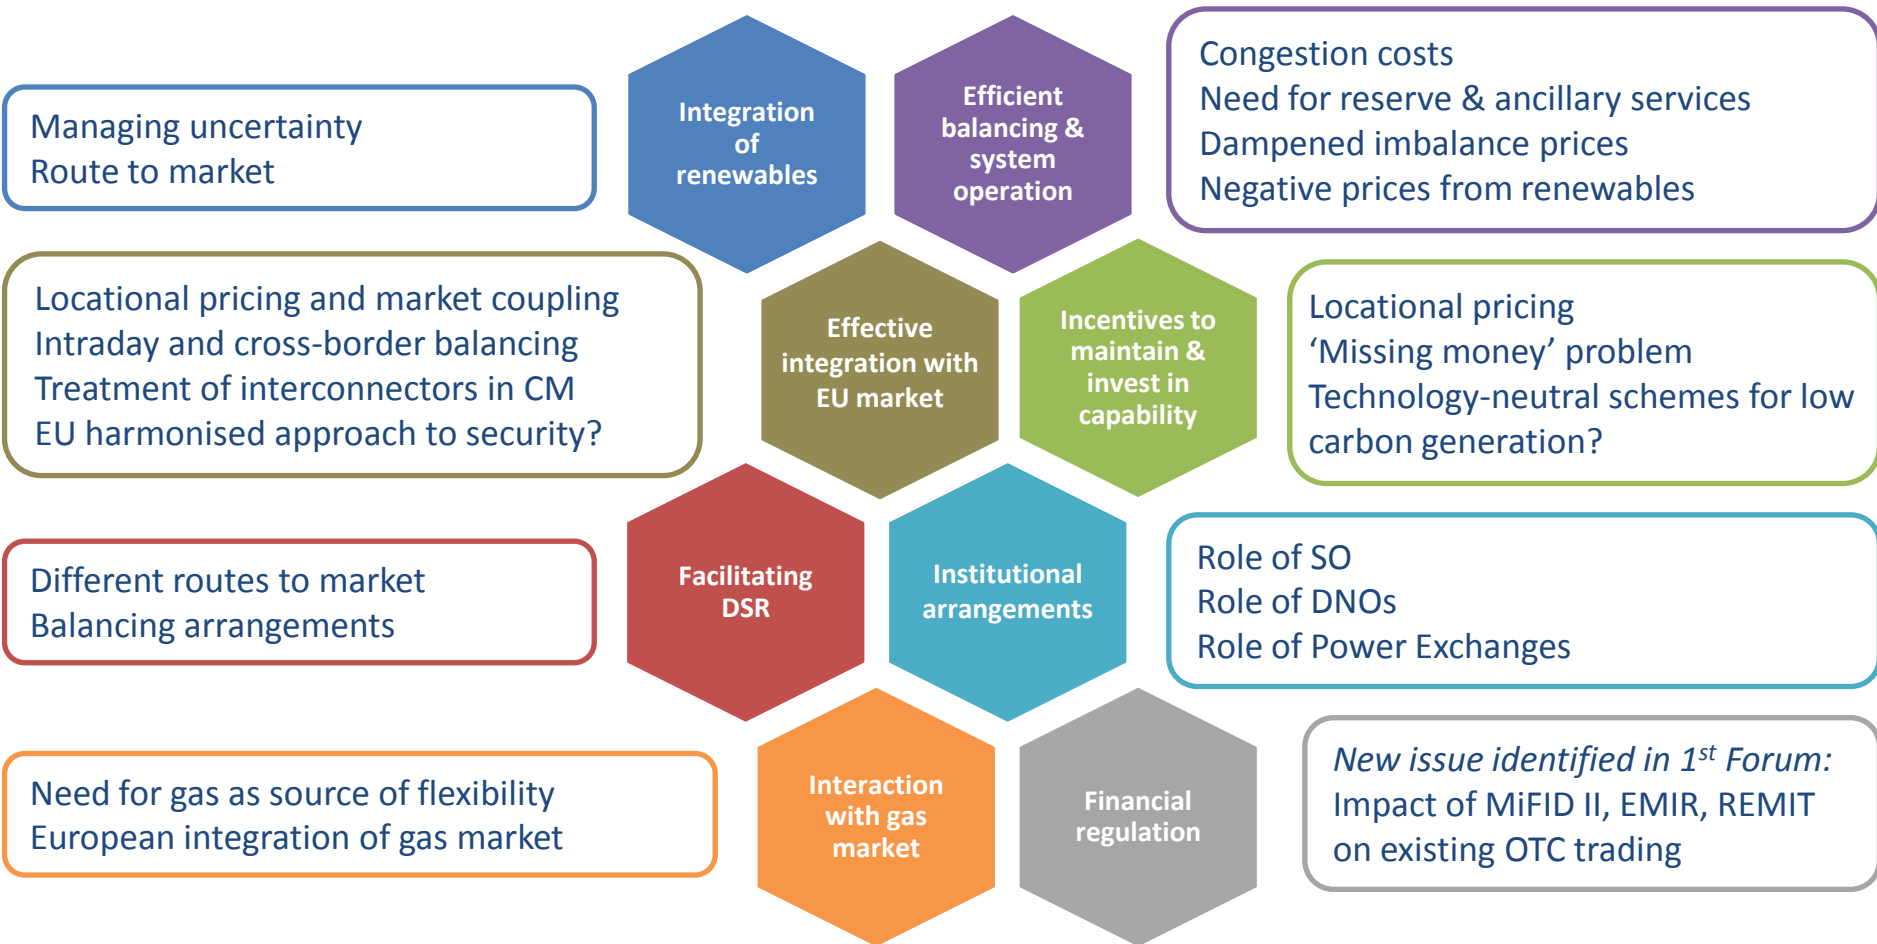 Managing uncertainty
Route to market
Integration
of
renewables
Efficient
balancing &
system
operation
Congestion costs
Need for reserve & ancillary services
Dampened imbalance prices
Negative prices from renewables
Locational pricing and market coupling
Intraday and cross-border balancing
Treatment of interconnectors in CM
EU harmonised approach to security?
Effective
integration with
EU market
Incentives to
maintain &
invest in
capability
Locational pricing
‘Missing money’ problem
Technology-neutral schemes for low
carbon generation?
Different routes to market
Balancing arrangements
Facilitating
DSR
Institutional
arrangements
Role of SO
Role of DNOs
Role of Power Exchanges
Need for gas as source of flexibility
European integration of gas market
Interaction
with gas
market
Financial
regulation
New issue identified in 1st Forum:
Impact of MiFID II, EMIR, REMIT
on existing OTC trading